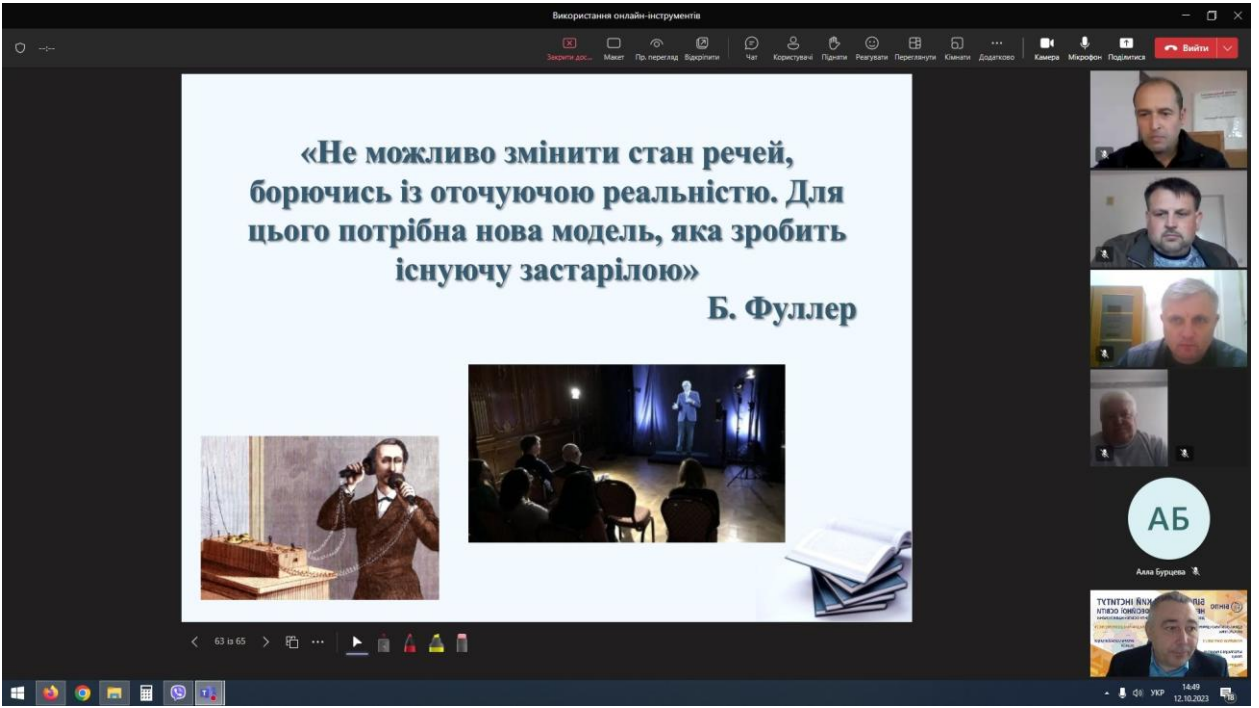 Використання онлайн-інструментів
--:--
Закрити дос...
Макет
Пр. перегляд
Відкріпити
Чат
Користувачі
Підняти
Реагувати
Переглянути
Кімнати
Додатково
Камера
Мікрофон
Поділитися
Вийти
«Не можливо змінити стан речей,
борючись із оточуючою реальністю. Для
цього потрібна нова модель, яка зробить
існуючу застарілою»
Б. Фуллер
АБ
Алла Бурцева
63 із 65
УКР
14:49
12.10.2023